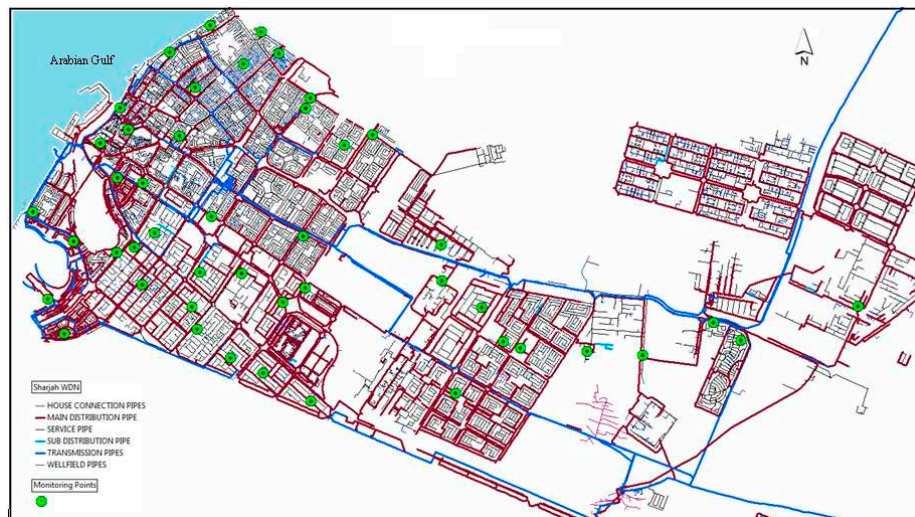 Arabian Gulf
N
Sharjah WDN
HOUSE CONNECTION PIPES
MAIN DISTRIBUTION PIPE
SERVICE PIPE
SUB DISTRIBUTION PIPE
TRANSMISSION PIPES
WELLFIELD PIPES
Monitoring Points